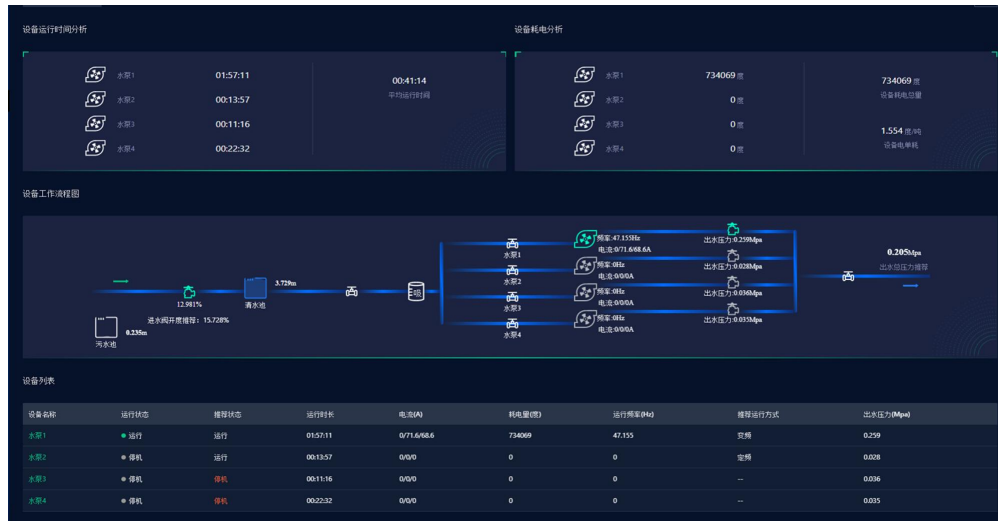 设备运行时间分析
设备耗电分析
水泵1 01:57:11
水泵2 00:13:57
水泵3 00:11:16
水泵4 00:22:32
00:41:14
平均运行时间
水泵1 734069 度
水泵2 0 度
水泵3 0 度
水泵4 0 度
734069 度
设备耗电总量
1.554 度/吨
设备电单耗
设备工作流程图
12.981%
进水阀开度推荐：15.728%
0.235m
污水池
3.729m
清水池
吸
水泵1
水泵2
水泵3
水泵4
频率:47.155Hz
电流:0/71.6/68.6A
频率:0Hz
电流:0/0/0A
频率:0Hz
电流:0/0/0A
频率:0Hz
电流:0/0/0A
出水压力:0.259Mpa
出水压力:0.028Mpa
出水压力:0.036Mpa
出水压力:0.035Mpa
0.205Mpa
出水总压力推荐
设备列表
设备名称 运行状态 推荐状态 运行时长 电流(A) 耗电量(度) 运行频率(Hz) 推荐运行方式 出水压力(Mpa)
水泵1 运行 运行 01:57:11 0/71.6/68.6 734069 47.155 变频 0.259
水泵2 停机 运行 00:13:57 0/0/0 0 0 定频 0.028
水泵3 停机 停机 00:11:16 0/0/0 0 0 -- 0.036
水泵4 停机 停机 00:22:32 0/0/0 0 0 -- 0.035